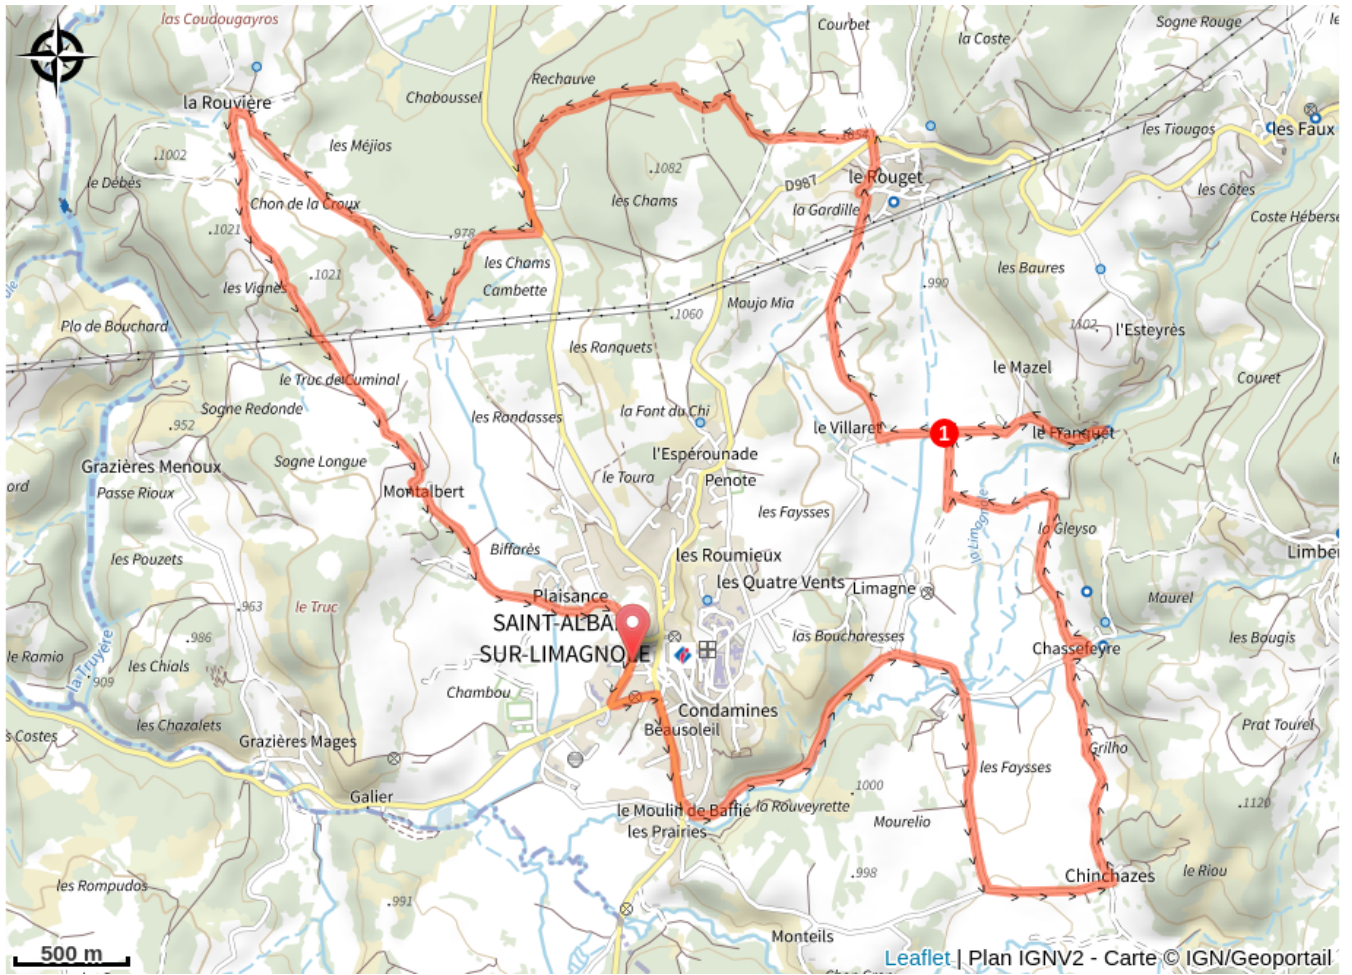 las Coudougayros
Courbet
Sogne Rouge
la Coste
Rechauve
Chaboussel
la Rouvière
les Tiougos
les Faux
les Méjios
.1002
.1082
le Débès
D987
le Rouget
les Côtes
Chon de la Croux
les Chams
la Gardille
Coste Héberse
.1021
.978
les Chams
.1021
les Baures
les Vignes
Cambette
.990
Moujo Mia
.1060
Plo de Bouchard
1102
l'Esteyrès
les Ranquets
le Mazel
le Truc de Cuminal
Couret
Sogne Redonde
les Randasses
la Font du Chi
.952
le Villaret
1
le Franquet
l'Espérounade
Grazières Menoux
Sogne Longue
le Toura
Penote
ord
Passe Rioux
Montalbert
les Faysses
la Limagnole
la Gleyso
Biffarès
les Roumieux
Limber
les Pouzets
les Quatre Vents
Limagne
Plaisance
Maurel
.963
le Truc
SAINT-ALBA
las Boucharesses
.986
les Bougis
le Ramio
SUR-LIMAGNOLE
Chassefeyre
la Truyère
les Chials
.909
Chambou
Condamines
les Chazalets
Prat Tourel
s Costes
Beausoleil
Grazières Mages
Grilho
les Faysses
.1000
Galier
le Moulin de Baffié
la Rouveyrette
.1120
Mourelio
les Prairies
.998
Chinchazes
le Riou
les Rompudos
.991
Monteils
500 m
Leaflet | Plan IGNV2 - Carte © IGN/Geoportail